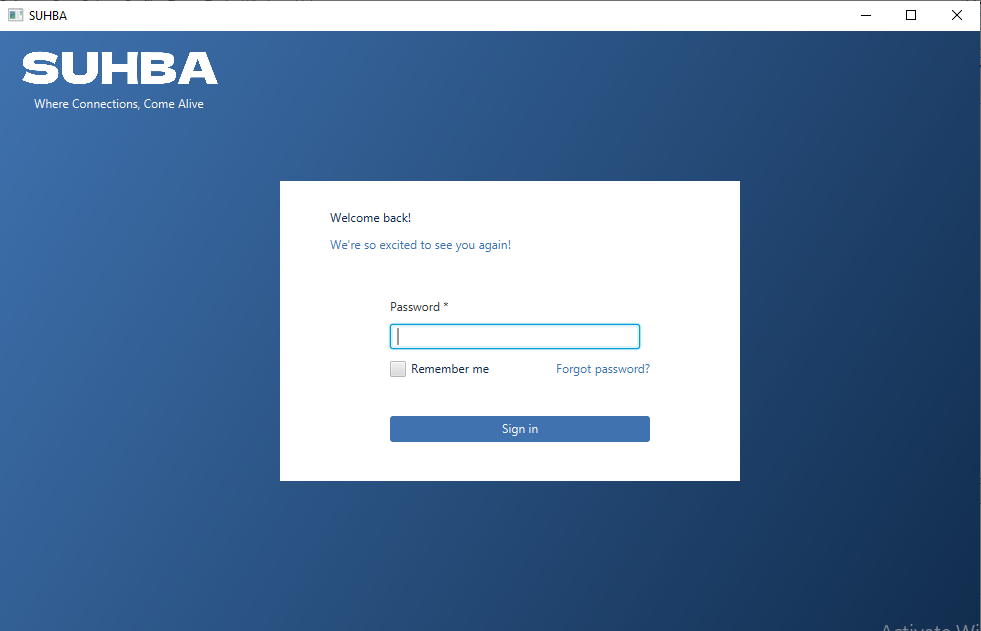 SUHBA
SUHBA
Where Connections, Come Alive
Welcome back!
We're so excited to see you again!
Password *
Remember me
Forgot password?
Sign in
Activate Wi